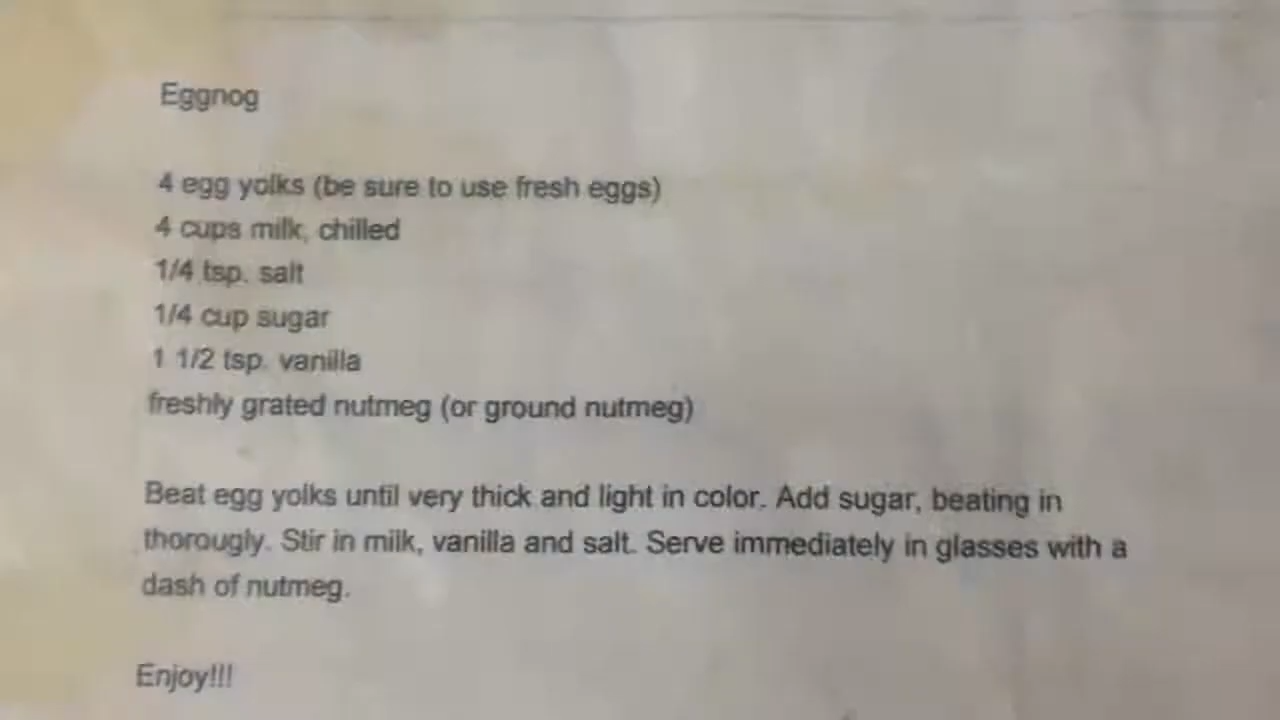 Eggnog
4 egg yolks (be sure to use fresh eggs)
4 cups milk, chilled
1/4 tsp. salt
1/4 cup sugar
1 1/2 tsp. vanilla
freshly grated nutmeg (or ground nutmeg)
Beat egg yolks until very thick and light in color. Add sugar, beating in
thorougly. Stir in milk, vanilla and salt. Serve immediately in glasses with a
dash of nutmeg.
Enjoy!!!